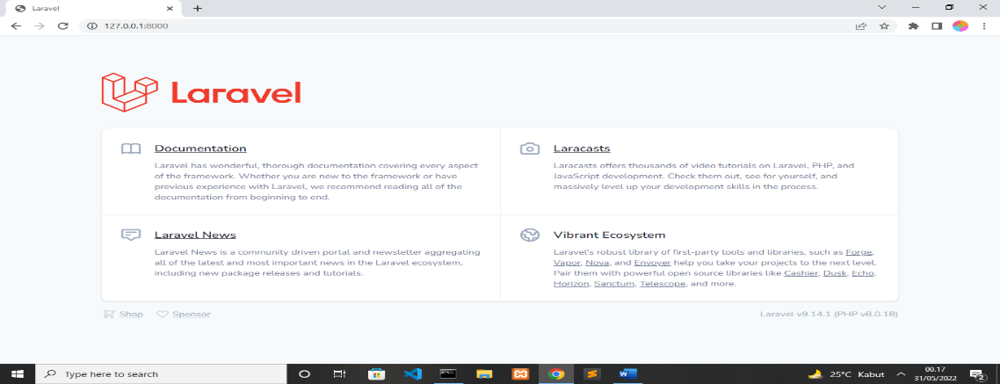 Laravel
127.0.0.1:8000
Laravel
Documentation
Laravel has wonderful, thorough documentation covering every aspect
of the framework. Whether you are new to the framework or have
previous experience with Laravel, we recommend reading all of the
documentation from beginning to end.
Laracasts
Laracasts offers thousands of video tutorials on Laravel, PHP, and
JavaScript development. Check them out, see for yourself, and
massively level up your development skills in the process.
Laravel News
Laravel News is a community driven portal and newsletter aggregating
all of the latest and most important news in the Laravel ecosystem,
including new package releases and tutorials.
Vibrant Ecosystem
Laravel's robust library of first-party tools and libraries, such as Forge,
Vapor, Nova, and Envoyer help you take your projects to the next level.
Pair them with powerful open source libraries like Cashier, Dusk, Echo,
Horizon, Sanctum, Telescope, and more.
Shop Sponsor Laravel v9.14.1 (PHP v8.0.18)
Type here to search
25°C Kabut
00.17
31/05/2022
2